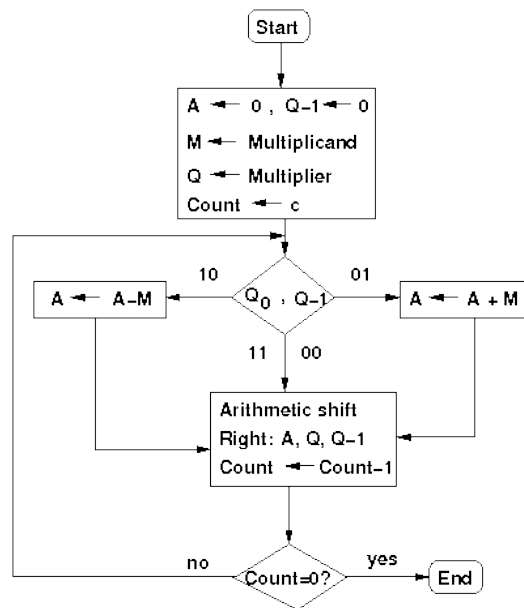 Start
A ← 0 , Q−1 ← 0
M ← Multiplicand
Q ← Multiplier
Count ← c
10
01
A ← A−M
Q0 , Q−1
A ← A + M
11
00
Arithmetic shift
Right: A, Q, Q−1
Count ← Count−1
no
Count=0?
yes
End